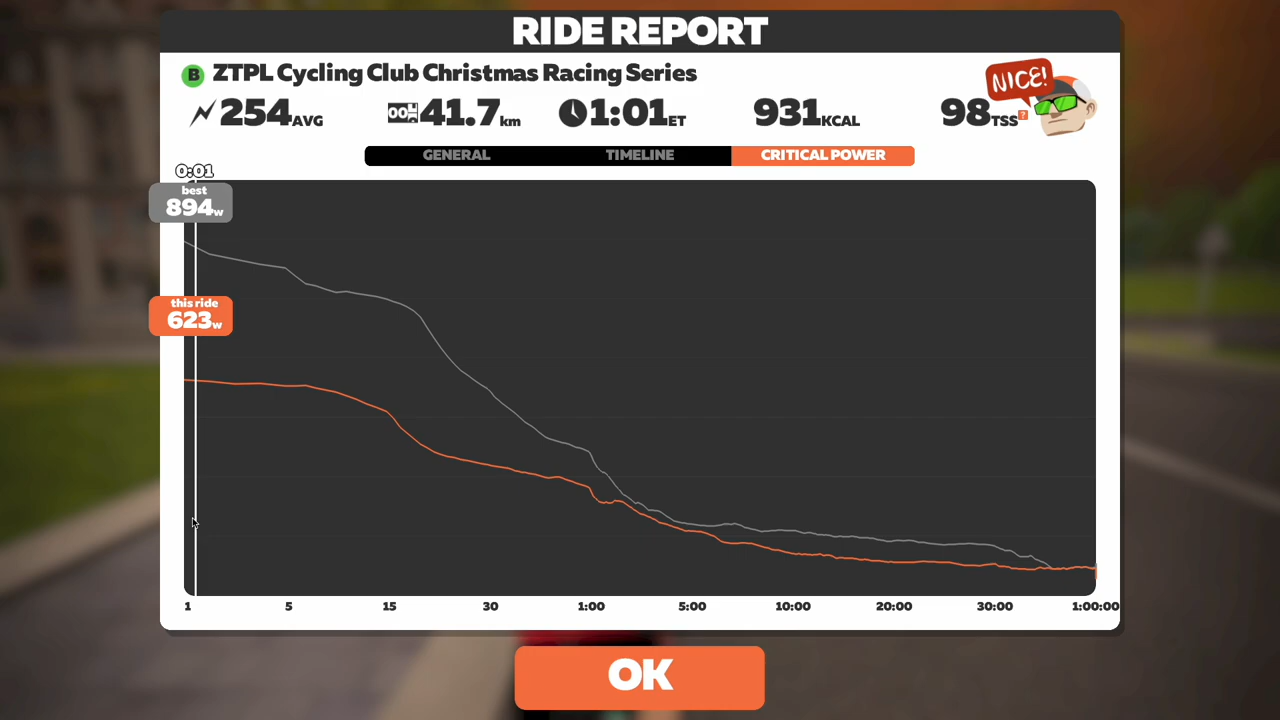 RIDE REPORT
B ZTPL Cycling Club Christmas Racing Series
254AVG 41.7km 1:01ET 931KCAL 98TSS? NICE!
GENERAL TIMELINE CRITICAL POWER
0:01
best
894w
this ride
623w
1 5 15 30 1:00 5:00 10:00 20:00 30:00 1:00:00
OK